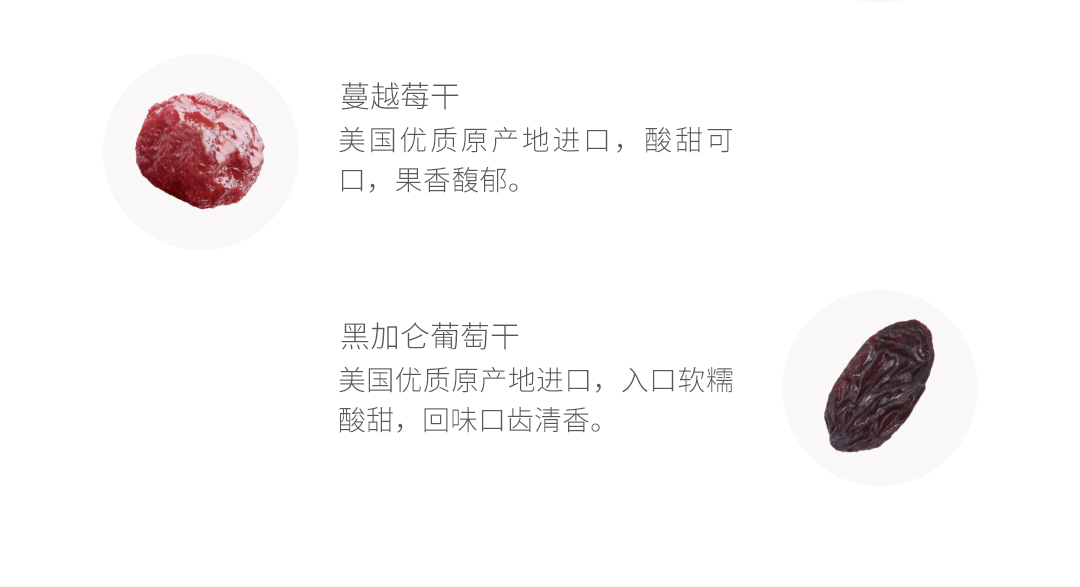 蔓越莓干
美国优质原产地进口，酸甜可
口，果香馥郁。
黑加仑葡萄干
美国优质原产地进口，入口软糯
酸甜，回味口齿清香。